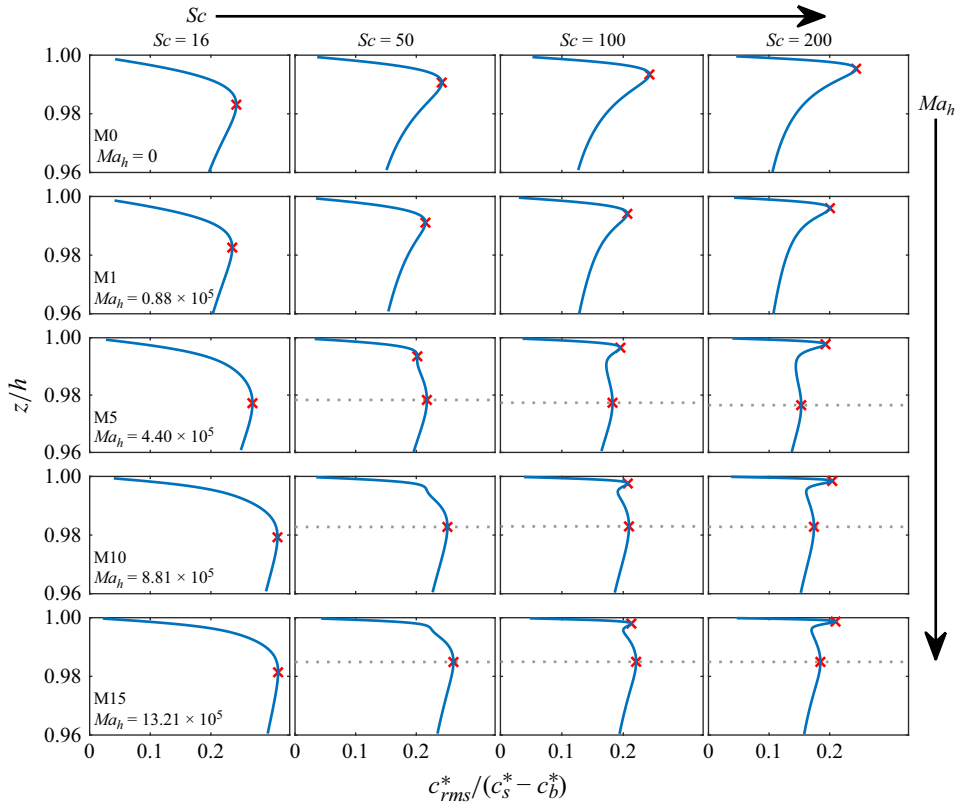 Sc
Sc = 16
Sc = 50
Sc = 100
Sc = 200
Ma_h
1.00
0.98
0.96
M0
Ma_h = 0
1.00
0.98
0.96
M1
Ma_h = 0.88 × 10^5
1.00
0.98
0.96
M5
Ma_h = 4.40 × 10^5
z/h
1.00
0.98
0.96
M10
Ma_h = 8.81 × 10^5
1.00
0.98
0.96
M15
Ma_h = 13.21 × 10^5
0 0.1 0.2 0 0.1 0.2 0 0.1 0.2 0 0.1 0.2
c*_rms/(c*_s − c*_b)